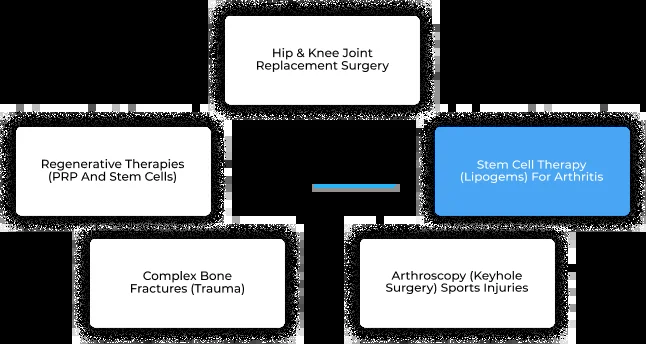 Hip & Knee Joint
Replacement Surgery
Regenerative Therapies
(PRP And Stem Cells)
Stem Cell Therapy
(Lipogems) For Arthritis
Complex Bone
Fractures (Trauma)
Arthroscopy (Keyhole
Surgery) Sports Injuries